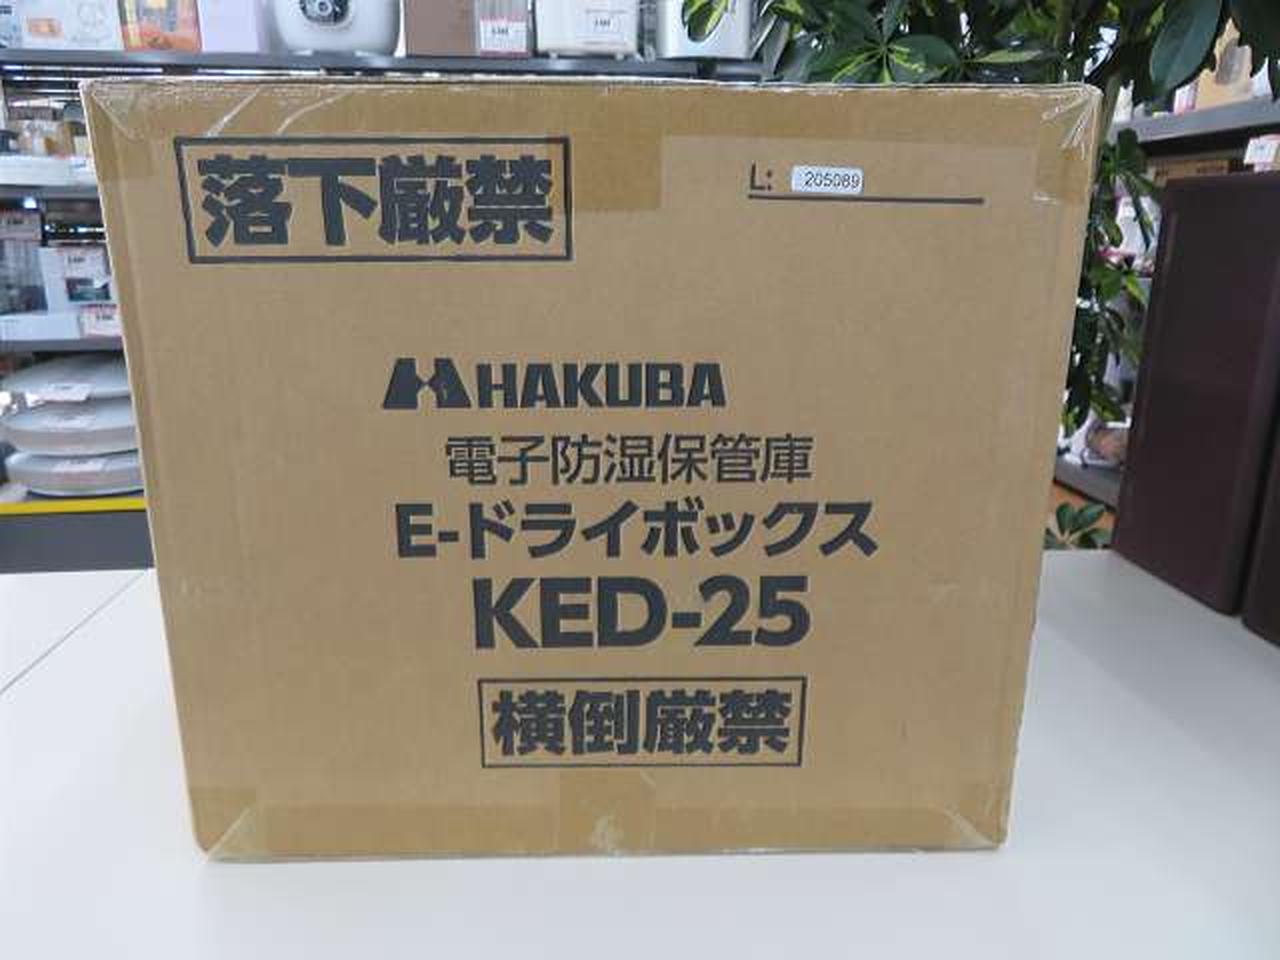 落下厳禁
L: 205089
HAKUBA
電子防湿保管庫
E-ドライボックス
KED-25
横倒厳禁